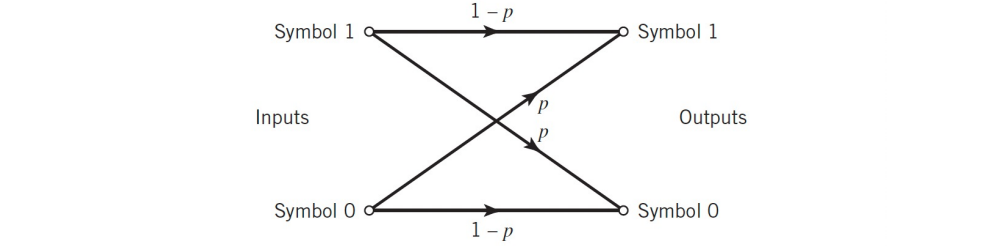 1 – p
Symbol 1
Symbol 1
p
Inputs
Outputs
p
Symbol 0
Symbol 0
1 – p